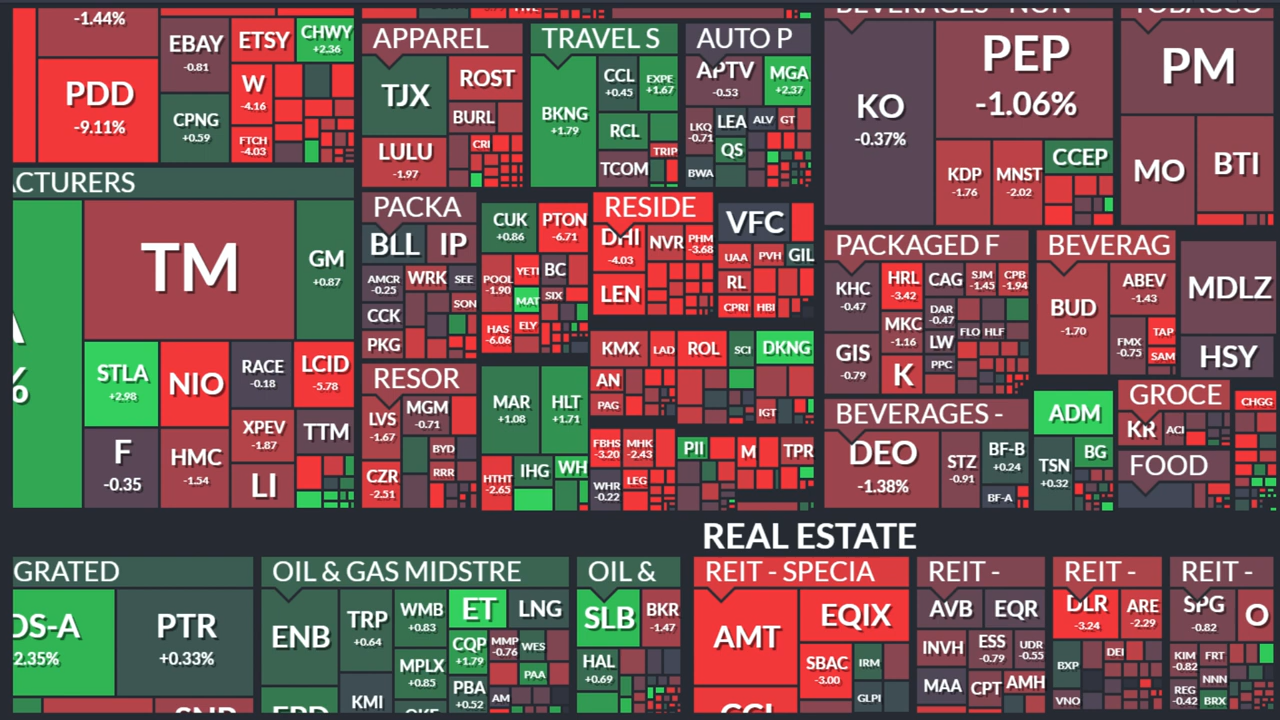 -1.44%
PDD
-9.11%
EBAY
-0.81
CPNG
+0.59
ETSY
W
-4.16
FTCH
-4.03
CHWY
+2.36
APPAREL
TJX
LULU
-1.97
ROST
BURL
CRI
TRAVEL S
BKNG
+1.79
CCL
+0.45
EXPE
+1.67
RCL
TRIP
TCOM
AUTO P
APTV
-0.53
MGA
+2.37
LKQ
-0.71
LEA
ALV
GT
QS
BWA
KO
-0.37%
PEP
-1.06%
KDP
-1.76
MNST
-2.02
CCEP
PM
MO
BTI
ACTURERS
TM
GM
+0.87
STLA
+2.98
NIO
RACE
-0.18
LCID
-5.78
F
-0.35
HMC
-1.54
XPEV
-1.87
TTM
LI
%
PACKA
BLL
IP
AMCR
-0.25
WRK
SEE
SON
CCK
PKG
CUK
+0.86
PTON
-6.71
POOL
-1.90
YETI
BC
MAT
SIX
HAS
-6.06
ELY
RESIDE
DHI
-4.03
NVR
PHM
-3.68
LEN
VFC
UAA
PVH
GIL
RL
CPRI
HBI
RESOR
LVS
-1.67
MGM
-0.71
BYD
RRR
CZR
-2.51
MAR
+1.08
HLT
+1.71
HTHT
-2.65
IHG
WH
KMX
LAD
ROL
SCI
DKNG
AN
PAG
IGT
FBHS
-3.20
MHK
-2.43
WHR
-0.22
LEG
PII
M
TPR
PACKAGED F
KHC
-0.47
HRL
-3.42
CAG
SJM
-1.45
CPB
-1.94
GIS
-0.79
MKC
-1.16
DAR
-0.47
LW
FLO
HLF
K
PPC
BEVERAG
BUD
-1.70
ABEV
-1.43
FMX
-0.75
TAP
SAM
MDLZ
HSY
BEVERAGES -
DEO
-1.38%
STZ
-0.91
BF-B
+0.24
BF-A
ADM
TSN
+0.32
BG
GROCE
KR
ACI
CHGG
FOOD
REAL ESTATE
GRATED
DS-A
2.35%
PTR
+0.33%
OIL & GAS MIDSTRE
ENB
TRP
+0.64
KMI
WMB
+0.83
MPLX
+0.85
ET
LNG
CQP
+1.79
MMP
-0.76
WES
PAA
PBA
+0.52
AM
OIL &
SLB
BKR
-1.47
HAL
+0.69
REIT - SPECIA
AMT
EQIX
SBAC
-3.00
IRM
GLPI
REIT -
AVB
EQR
INVH
ESS
-0.79
UDR
-0.55
MAA
CPT
AMH
REIT -
DLR
-3.24
ARE
-2.29
BXP
DEI
VNO
REIT -
SPG
-0.82
O
KIM
-0.82
FRT
NNN
REG
-0.42
BRX